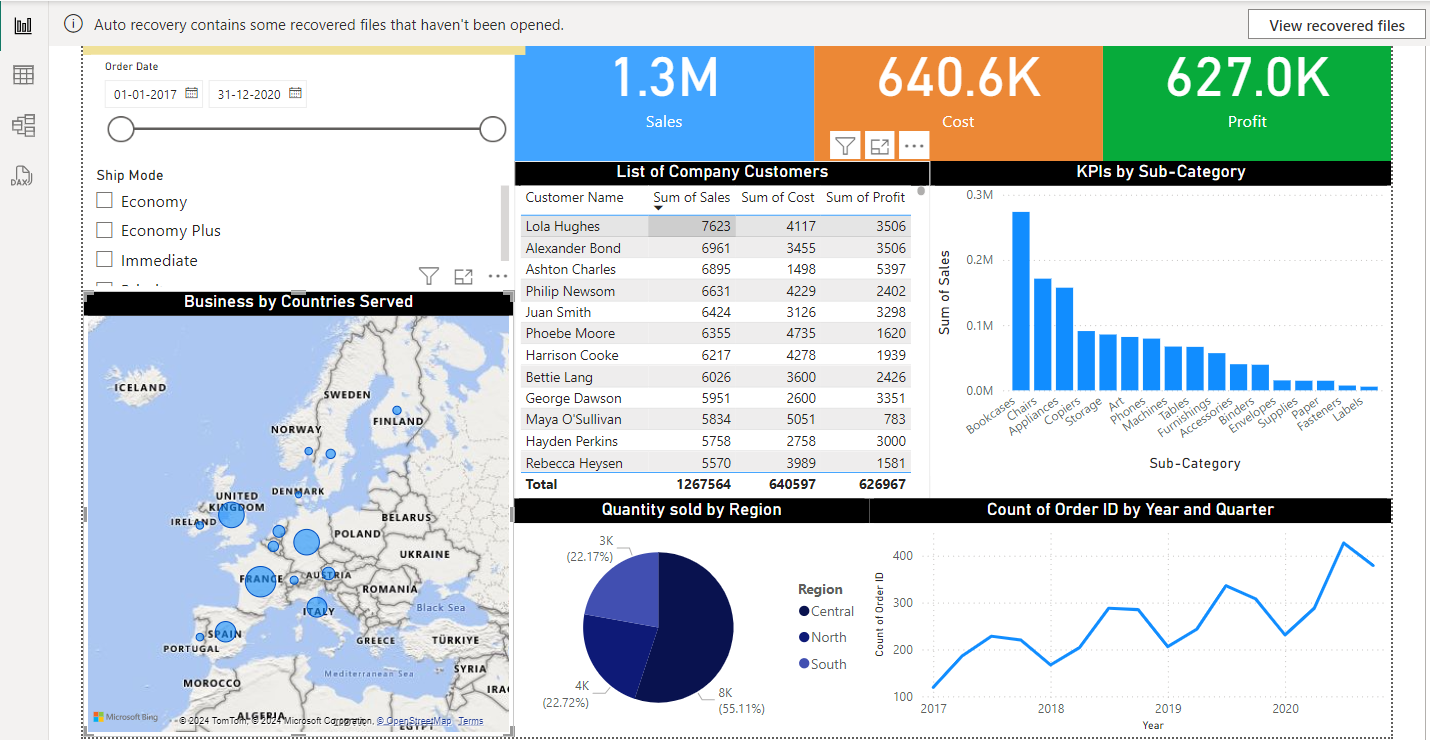 Auto recovery contains some recovered files that haven't been opened.
View recovered files
DAX
Order Date
01-01-2017
31-12-2020
1.3M
Sales
640.6K
Cost
627.0K
Profit
Ship Mode
Economy
Economy Plus
Immediate
List of Company Customers
Customer Name Sum of Sales Sum of Cost Sum of Profit
Lola Hughes 7623 4117 3506
Alexander Bond 6961 3455 3506
Ashton Charles 6895 1498 5397
Philip Newsom 6631 4229 2402
Juan Smith 6424 3126 3298
Phoebe Moore 6355 4735 1620
Harrison Cooke 6217 4278 1939
Bettie Lang 6026 3600 2426
George Dawson 5951 2600 3351
Maya O'Sullivan 5834 5051 783
Hayden Perkins 5758 2758 3000
Rebecca Heysen 5570 3989 1581
Total 1267564 640597 626967
KPIs by Sub-Category
Sum of Sales
0.3M
0.2M
0.1M
0.0M
Bookcases
Chairs
Appliances
Copiers
Storage
Art
Phones
Machines
Tables
Furnishings
Accessories
Binders
Envelopes
Supplies
Paper
Fasteners
Labels
Sub-Category
Business by Countries Served
ICELAND
SWEDEN
FINLAND
NORWAY
DENMARK
UNITED
KINGDOM
IRELAND
BELARUS
POLAND
UKRAINE
FRANCE
AUSTRIA
ROMANIA
Black Sea
ITALY
SPAIN
PORTUGAL
GREECE
TÜRKIYE
Mediterranean Sea
SYRIA
MOROCCO
IRAQ
ALGERIA
EGYPT
Microsoft Bing
© 2024 TomTom, © 2024 Microsoft Corporation, © OpenStreetMap Terms
Quantity sold by Region
3K
(22.17%)
4K
(22.72%)
8K
(55.11%)
Region
Central
North
South
Count of Order ID by Year and Quarter
Count of Order ID
400
300
200
100
2017
2018
2019
2020
Year